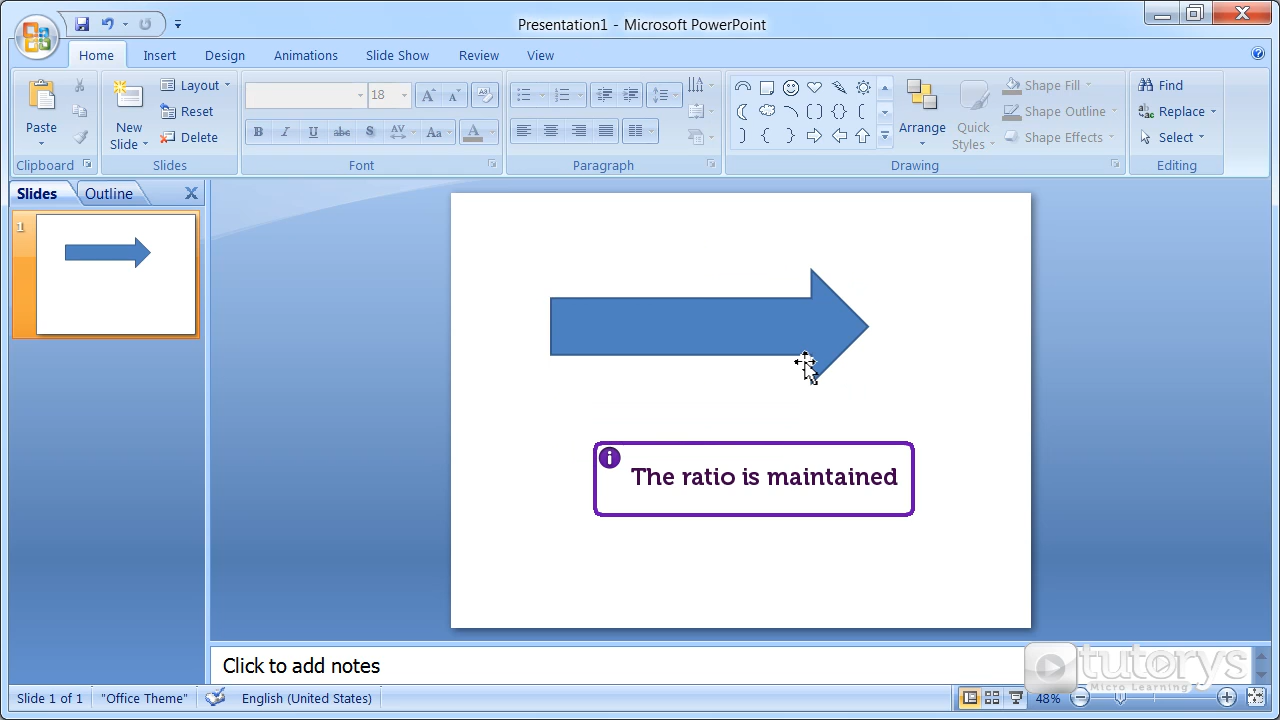 Presentation1 - Microsoft PowerPoint
Home Insert Design Animations Slide Show Review View
Paste
Clipboard
New Slide
Layout
Reset
Delete
Slides
18
B I U abc S AV Aa A
Font
Paragraph
Arrange
Quick Styles
Shape Fill
Shape Outline
Shape Effects
Drawing
Find
Replace
Select
Editing
Slides Outline
1
The ratio is maintained
Click to add notes
Slide 1 of 1 "Office Theme" English (United States) 48%
tutorys
Micro Learning